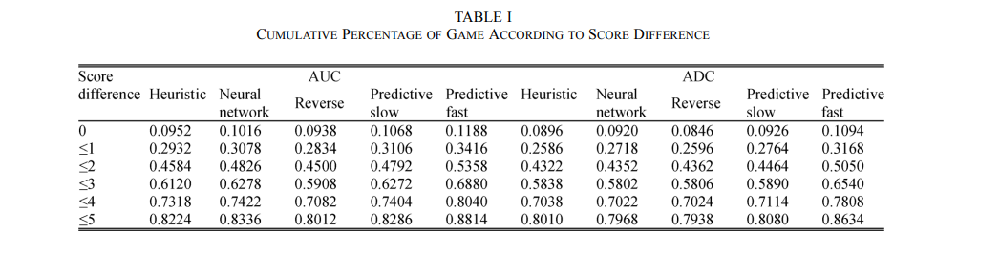 TABLE I
CUMULATIVE PERCENTAGE OF GAME ACCORDING TO SCORE DIFFERENCE
Score AUC ADC
difference Heuristic Neural network Reverse Predictive slow Predictive fast Heuristic Neural network Reverse Predictive slow Predictive fast
0 0.0952 0.1016 0.0938 0.1068 0.1188 0.0896 0.0920 0.0846 0.0926 0.1094
≤1 0.2932 0.3078 0.2834 0.3106 0.3416 0.2586 0.2718 0.2596 0.2764 0.3168
≤2 0.4584 0.4826 0.4500 0.4792 0.5358 0.4322 0.4352 0.4362 0.4464 0.5050
≤3 0.6120 0.6278 0.5908 0.6272 0.6880 0.5838 0.5802 0.5806 0.5890 0.6540
≤4 0.7318 0.7422 0.7082 0.7404 0.8040 0.7038 0.7022 0.7024 0.7114 0.7808
≤5 0.8224 0.8336 0.8012 0.8286 0.8814 0.8010 0.7968 0.7938 0.8080 0.8634